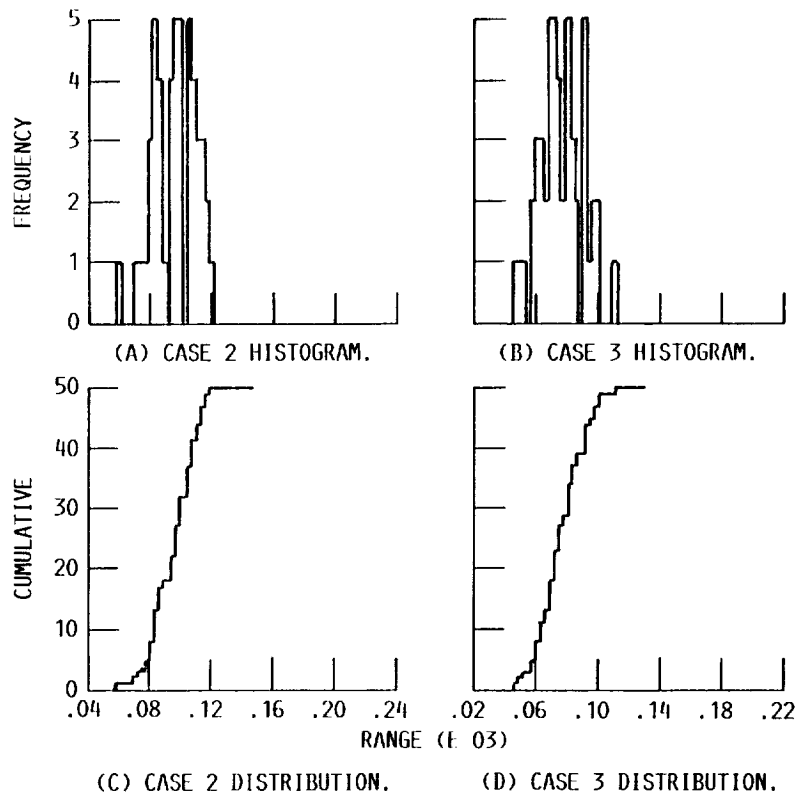 5
4
3
2
1
0
FREQUENCY
(A) CASE 2 HISTOGRAM.
(B) CASE 3 HISTOGRAM.
50
40
30
20
10
0
CUMULATIVE
.04 .08 .12 .16 .20 .24
.02 .06 .10 .14 .18 .22
RANGE (E 03)
(C) CASE 2 DISTRIBUTION.
(D) CASE 3 DISTRIBUTION.